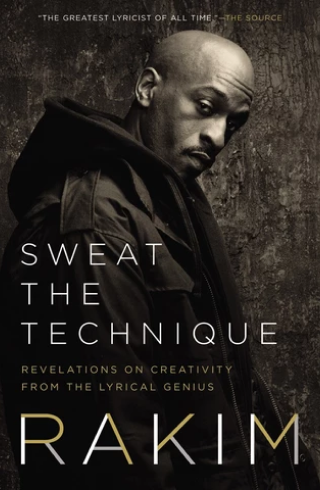 "THE GREATEST LYRICIST OF ALL TIME." —THE SOURCE
SWEAT
THE
TECHNIQUE
REVELATIONS ON CREATIVITY
FROM THE LYRICAL GENIUS
RAKIM